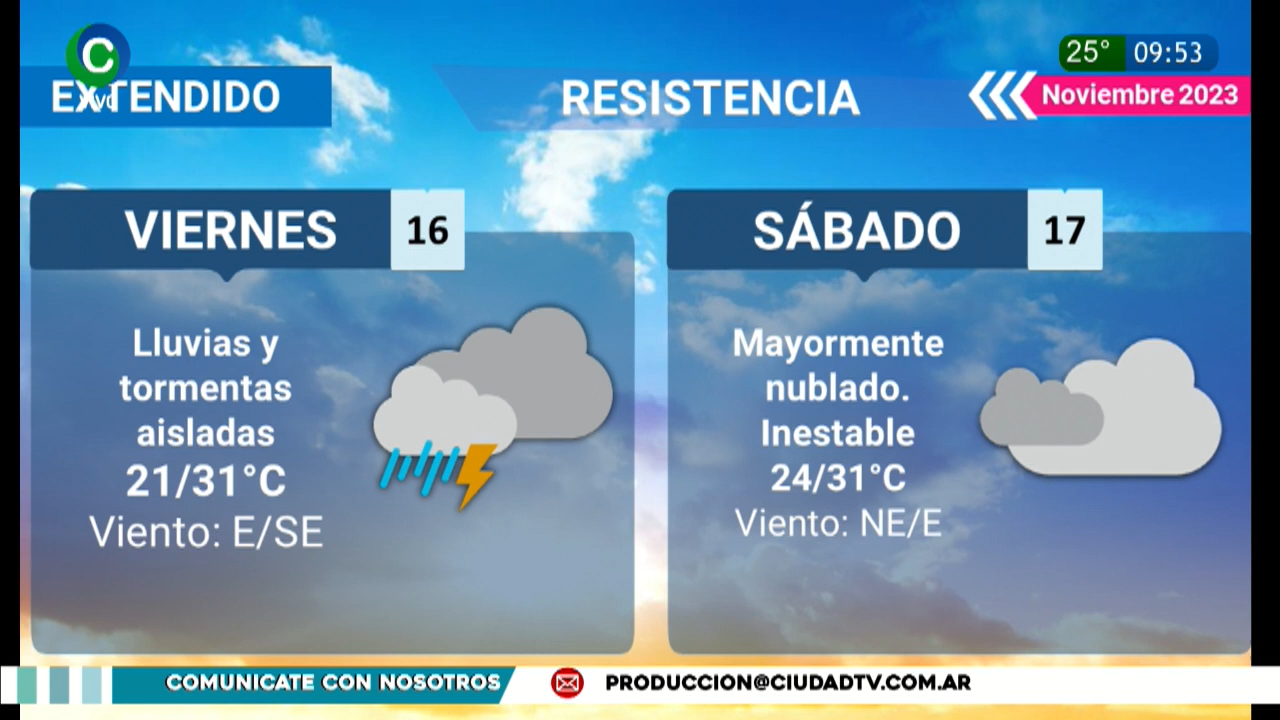 C
vivo
25° 09:53
EXTENDIDO
RESISTENCIA
Noviembre 2023
VIERNES 16
Lluvias y
tormentas
aisladas
21/31°C
Viento: E/SE
SÁBADO 17
Mayormente
nublado.
Inestable
24/31°C
Viento: NE/E
COMUNICATE CON NOSOTROS
PRODUCCION@CIUDADTV.COM.AR